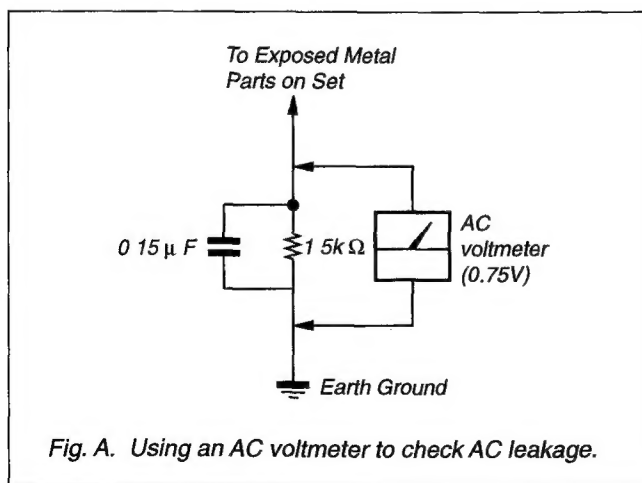 To Exposed Metal
Parts on Set
0 15 μ F
1 5k Ω
AC
voltmeter
(0.75V)
Earth Ground
Fig. A. Using an AC voltmeter to check AC leakage.